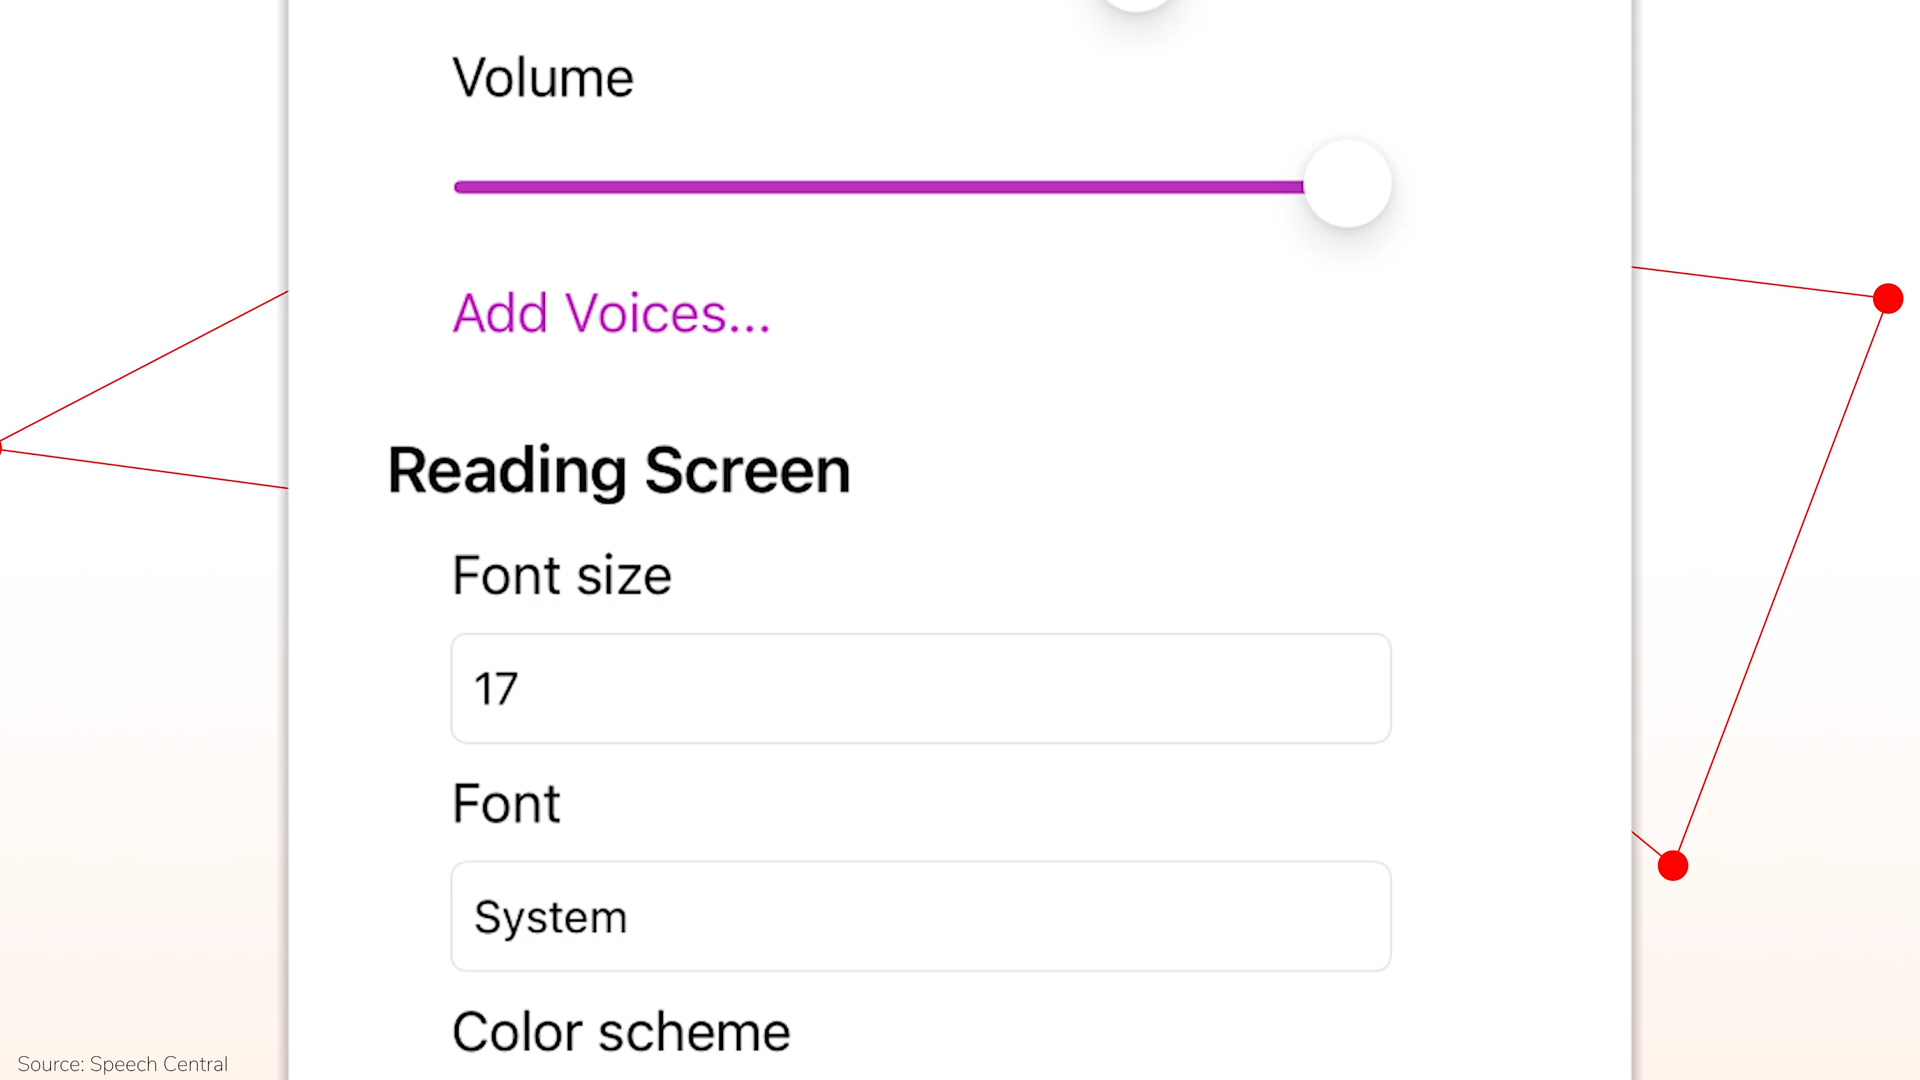 Volume
Add Voices...
Reading Screen
Font size
17
Font
System
Color scheme
Source: Speech Central